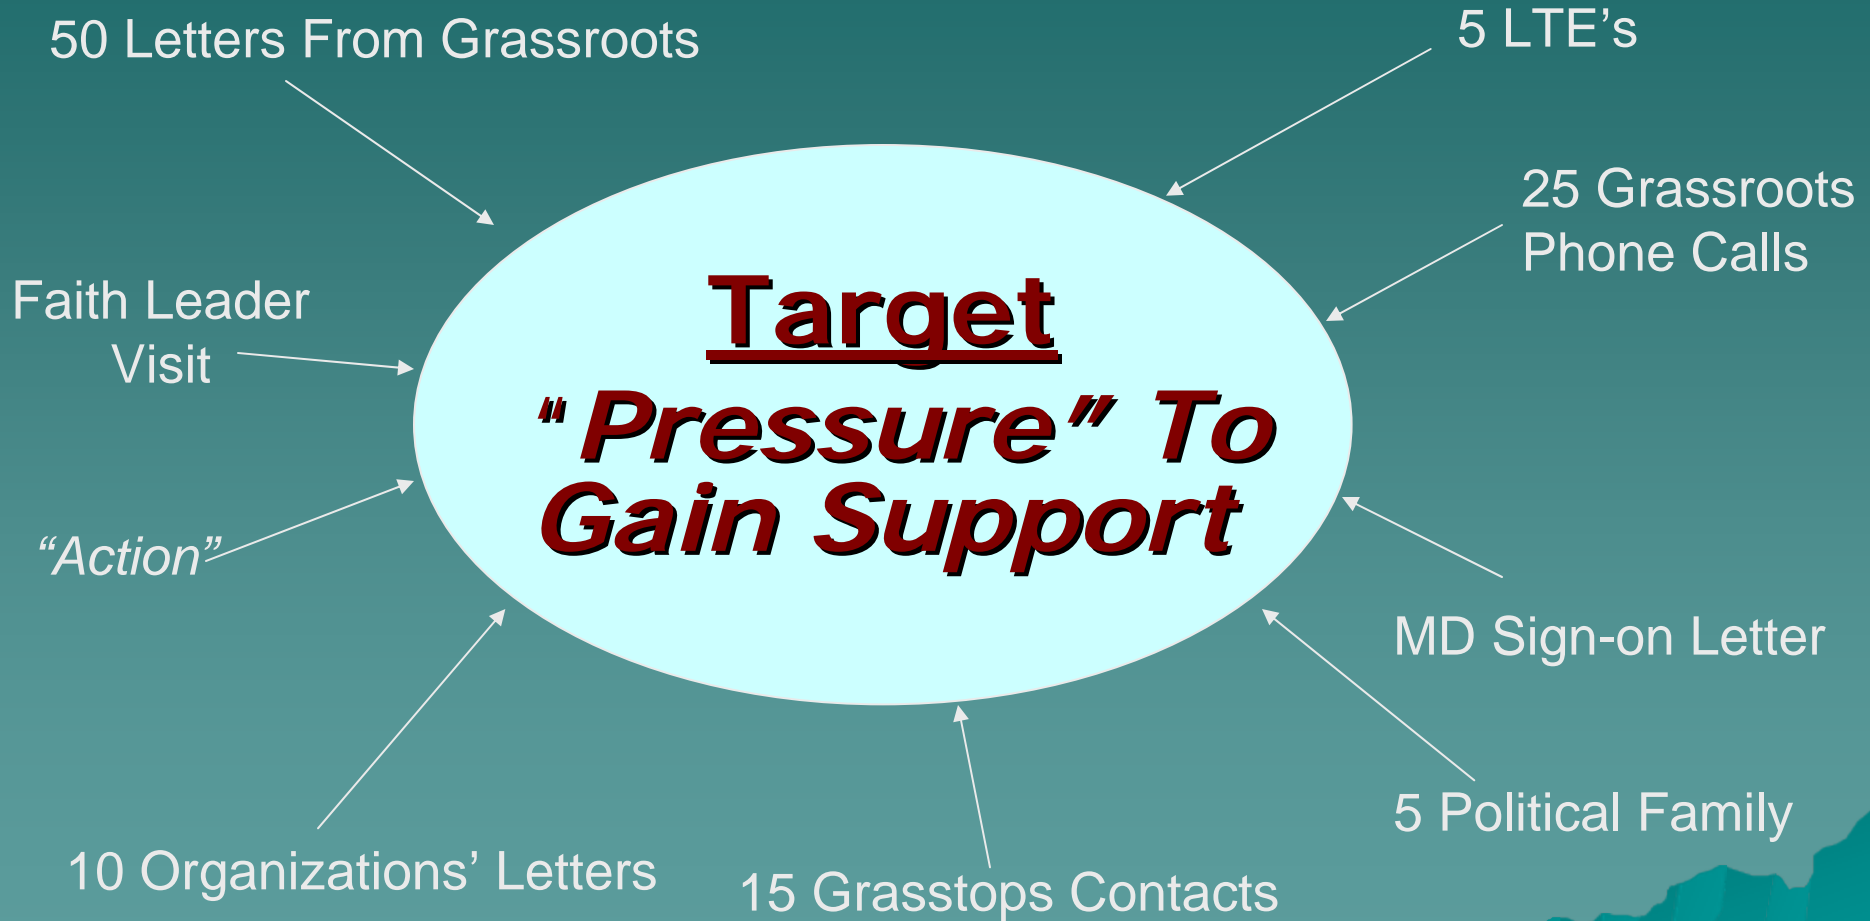 50 Letters From Grassroots
5 LTE’s
25 Grassroots
Phone Calls
Faith Leader
Visit
Target
“Pressure” To
Gain Support
“Action”
MD Sign-on Letter
5 Political Family
10 Organizations’ Letters
15 Grasstops Contacts